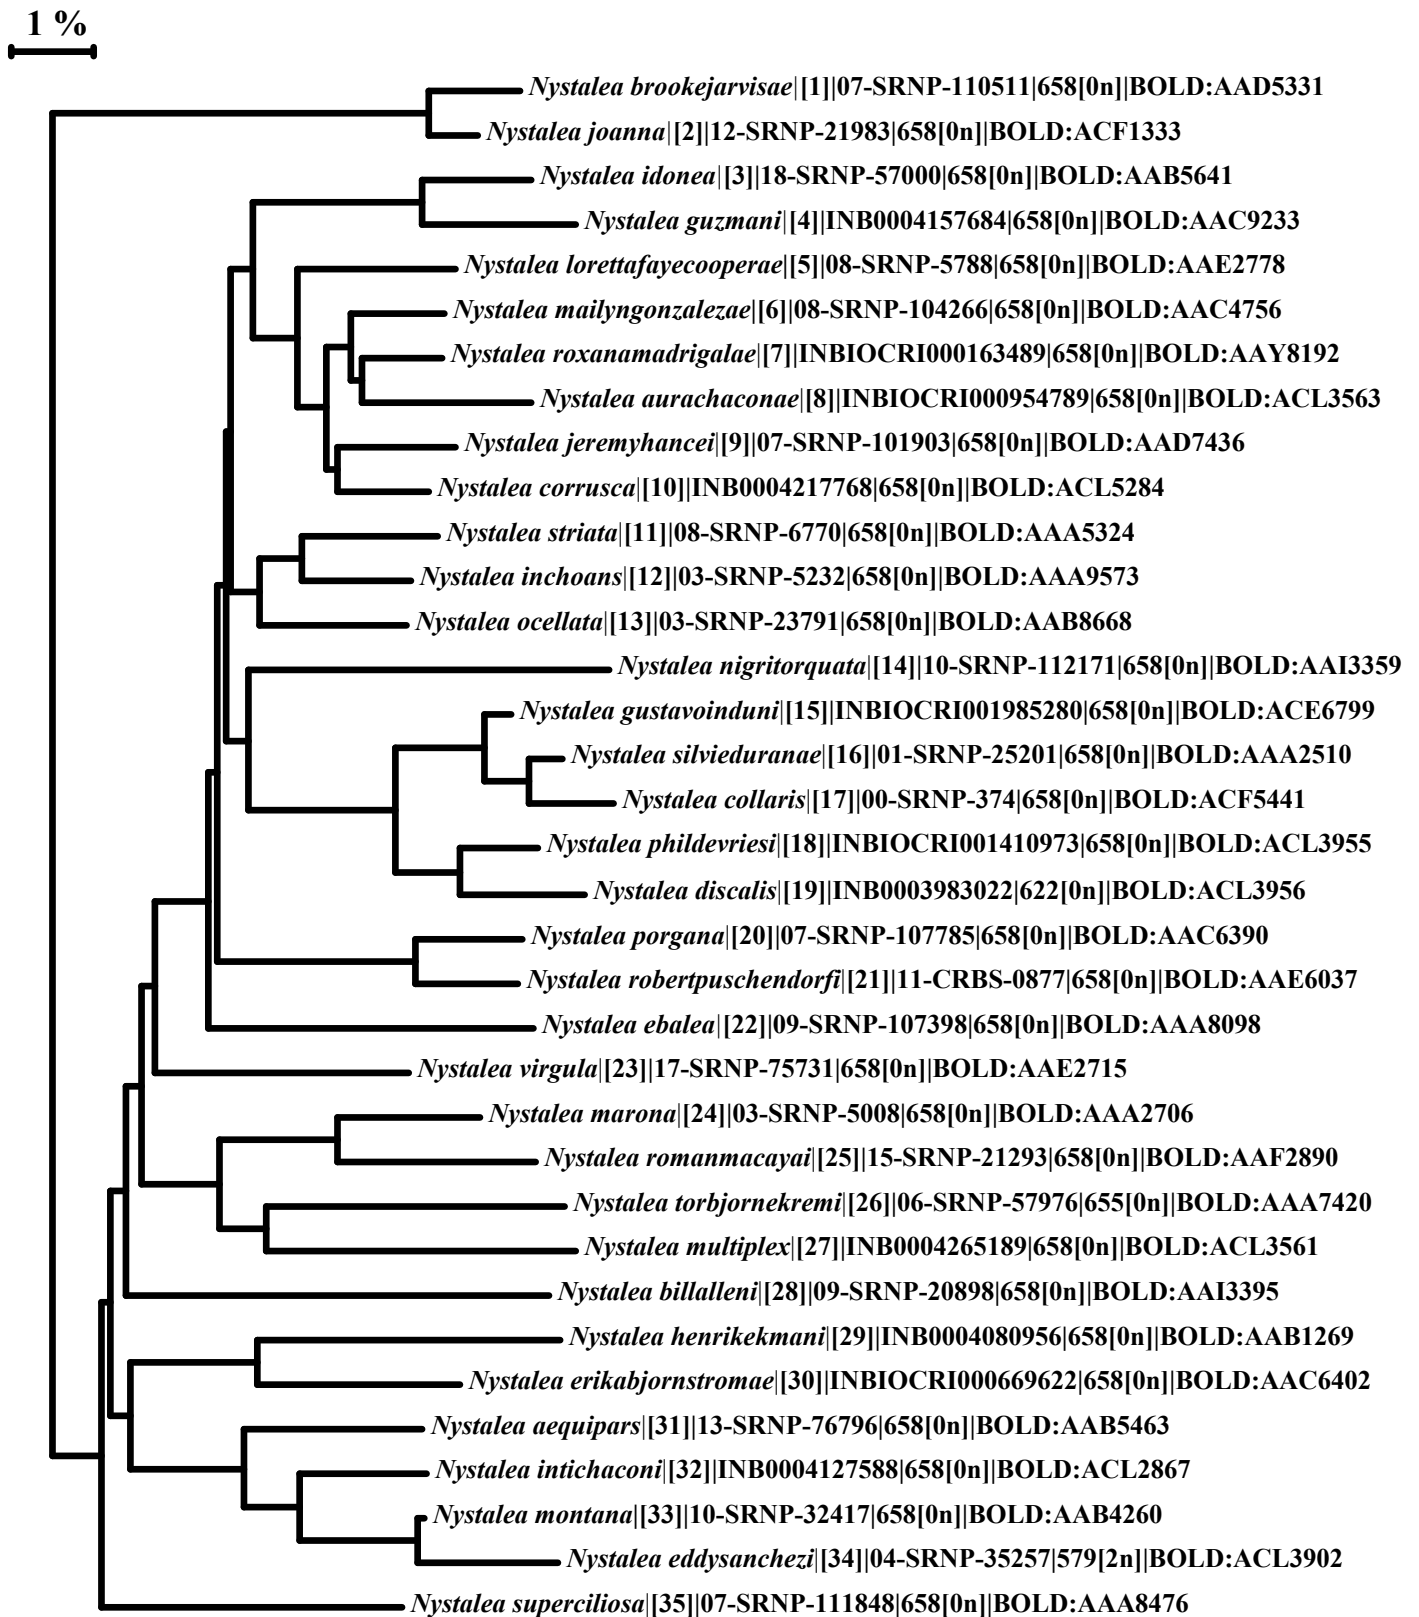 1 %
Nystalea brookejarvisae|[1]|07-SRNP-110511|658[0n]|BOLD:AAD5331
Nystalea joanna|[2]|12-SRNP-21983|658[0n]|BOLD:ACF1333
Nystalea idonea|[3]|18-SRNP-57000|658[0n]|BOLD:AAB5641
Nystalea guzmani|[4]|INB0004157684|658[0n]|BOLD:AAC9233
Nystalea lorettafayecooperae|[5]|08-SRNP-5788|658[0n]|BOLD:AAE2778
Nystalea mailyngonzalezae|[6]|08-SRNP-104266|658[0n]|BOLD:AAC4756
Nystalea roxanamadrigalae|[7]|INBIOCRI000163489|658[0n]|BOLD:AAY8192
Nystalea aurachaconae|[8]|INBIOCRI000954789|658[0n]|BOLD:ACL3563
Nystalea jeremyhancei|[9]|07-SRNP-101903|658[0n]|BOLD:AAD7436
Nystalea corrusca|[10]|INB0004217768|658[0n]|BOLD:ACL5284
Nystalea striata|[11]|08-SRNP-6770|658[0n]|BOLD:AAA5324
Nystalea inchoans|[12]|03-SRNP-5232|658[0n]|BOLD:AAA9573
Nystalea ocellata|[13]|03-SRNP-23791|658[0n]|BOLD:AAB8668
Nystalea nigritorquata|[14]|10-SRNP-112171|658[0n]|BOLD:AAI3359
Nystalea gustavoinduni|[15]|INBIOCRI001985280|658[0n]|BOLD:ACE6799
Nystalea silvieduranae|[16]|01-SRNP-25201|658[0n]|BOLD:AAA2510
Nystalea collaris|[17]|00-SRNP-374|658[0n]|BOLD:ACF5441
Nystalea phildevriesi|[18]|INBIOCRI001410973|658[0n]|BOLD:ACL3955
Nystalea discalis|[19]|INB0003983022|622[0n]|BOLD:ACL3956
Nystalea porgana|[20]|07-SRNP-107785|658[0n]|BOLD:AAC6390
Nystalea robertpuschendorfi|[21]|11-CRBS-0877|658[0n]|BOLD:AAE6037
Nystalea ebalea|[22]|09-SRNP-107398|658[0n]|BOLD:AAA8098
Nystalea virgula|[23]|17-SRNP-75731|658[0n]|BOLD:AAE2715
Nystalea marona|[24]|03-SRNP-5008|658[0n]|BOLD:AAA2706
Nystalea romanmacayai|[25]|15-SRNP-21293|658[0n]|BOLD:AAF2890
Nystalea torbjornekremi|[26]|06-SRNP-57976|655[0n]|BOLD:AAA7420
Nystalea multiplex|[27]|INB0004265189|658[0n]|BOLD:ACL3561
Nystalea billalleni|[28]|09-SRNP-20898|658[0n]|BOLD:AAI3395
Nystalea henrikekmani|[29]|INB0004080956|658[0n]|BOLD:AAB1269
Nystalea erikabjornstromae|[30]|INBIOCRI000669622|658[0n]|BOLD:AAC6402
Nystalea aequipars|[31]|13-SRNP-76796|658[0n]|BOLD:AAB5463
Nystalea intichaconi|[32]|INB0004127588|658[0n]|BOLD:ACL2867
Nystalea montana|[33]|10-SRNP-32417|658[0n]|BOLD:AAB4260
Nystalea eddysanchezi|[34]|04-SRNP-35257|579[2n]|BOLD:ACL3902
Nystalea superciliosa|[35]|07-SRNP-111848|658[0n]|BOLD:AAA8476